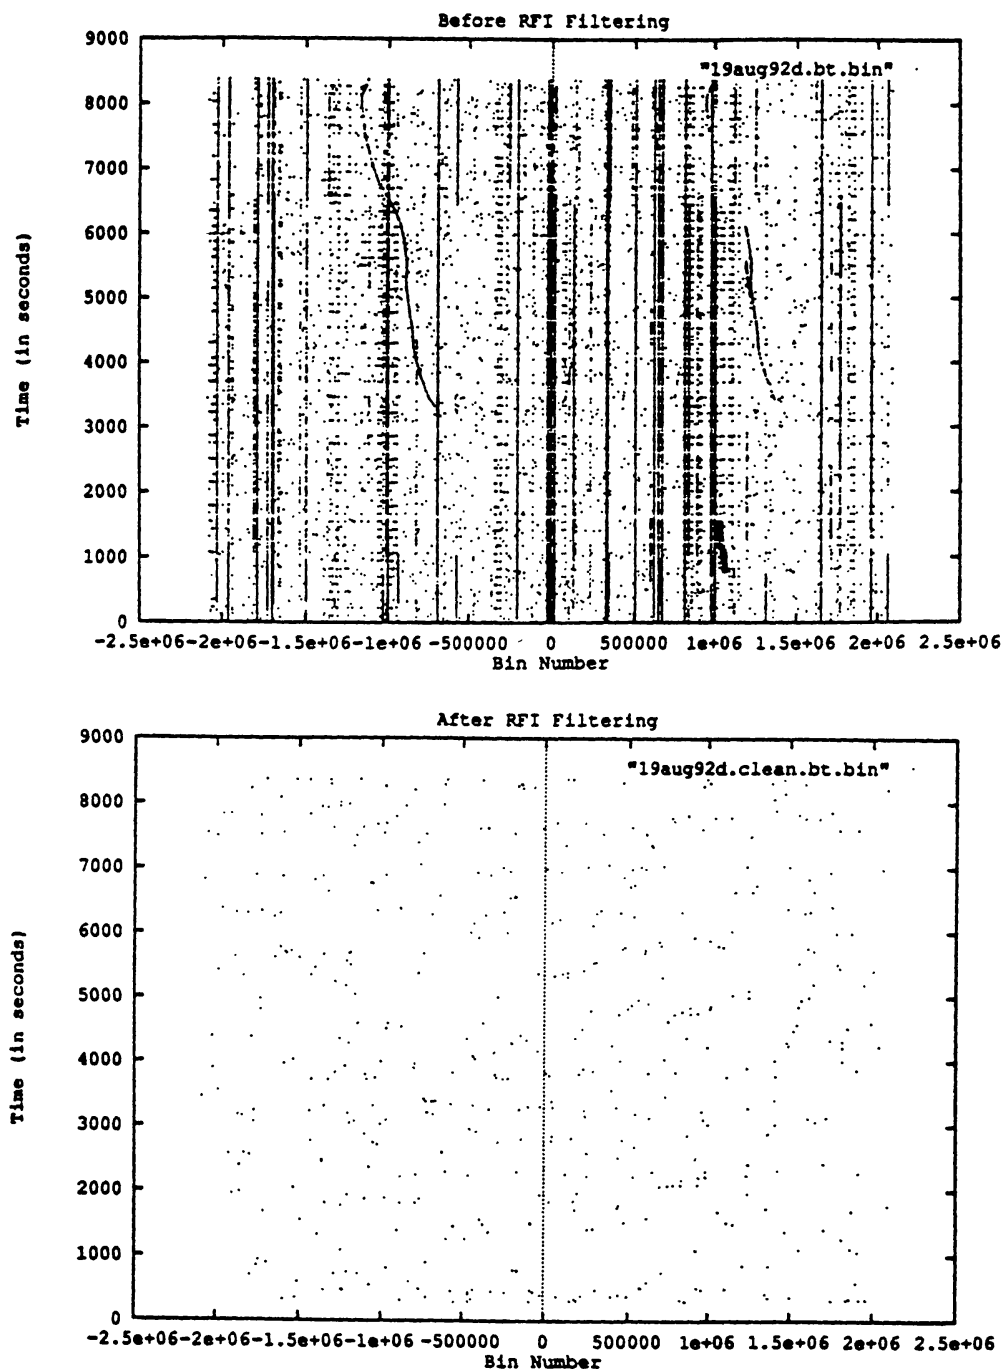 Before RFI Filtering
9000
"19aug92d.bt.bin"
8000
7000
6000
5000
4000
3000
2000
1000
0
Time (in seconds)
-2.5e+06 -2e+06 -1.5e+06 -1e+06 -500000 0 500000 1e+06 1.5e+06 2e+06 2.5e+06
Bin Number
After RFI Filtering
9000
"19aug92d.clean.bt.bin"
8000
7000
6000
5000
4000
3000
2000
1000
0
Time (in seconds)
-2.5e+06 -2e+06 -1.5e+06 -1e+06 -500000 0 500000 1e+06 1.5e+06 2e+06 2.5e+06
Bin Number